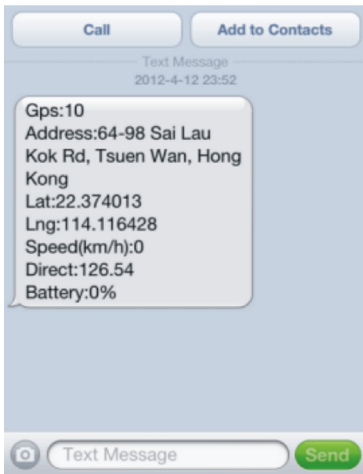 Call
Add to Contacts
Text Message
2012-4-12 23:52
Gps:10
Address:64-98 Sai Lau
Kok Rd, Tsuen Wan, Hong
Kong
Lat:22.374013
Lng:114.116428
Speed(km/h):0
Direct:126.54
Battery:0%
Text Message
Send